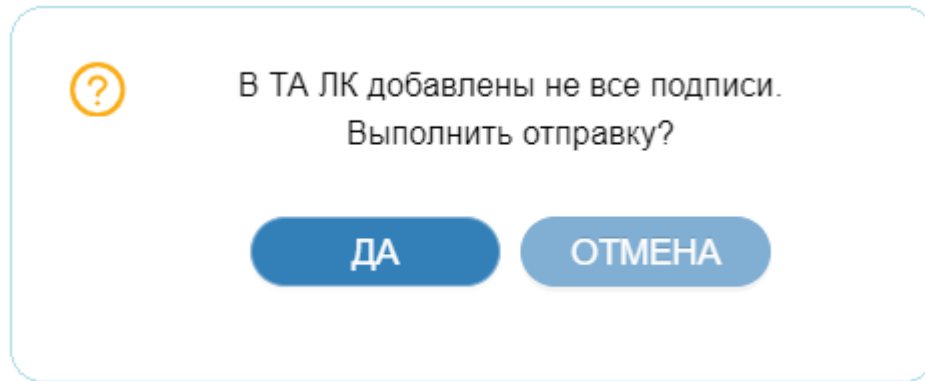 В ТА ЛК добавлены не все подписи.
Выполнить отправку?
ДА
ОТМЕНА